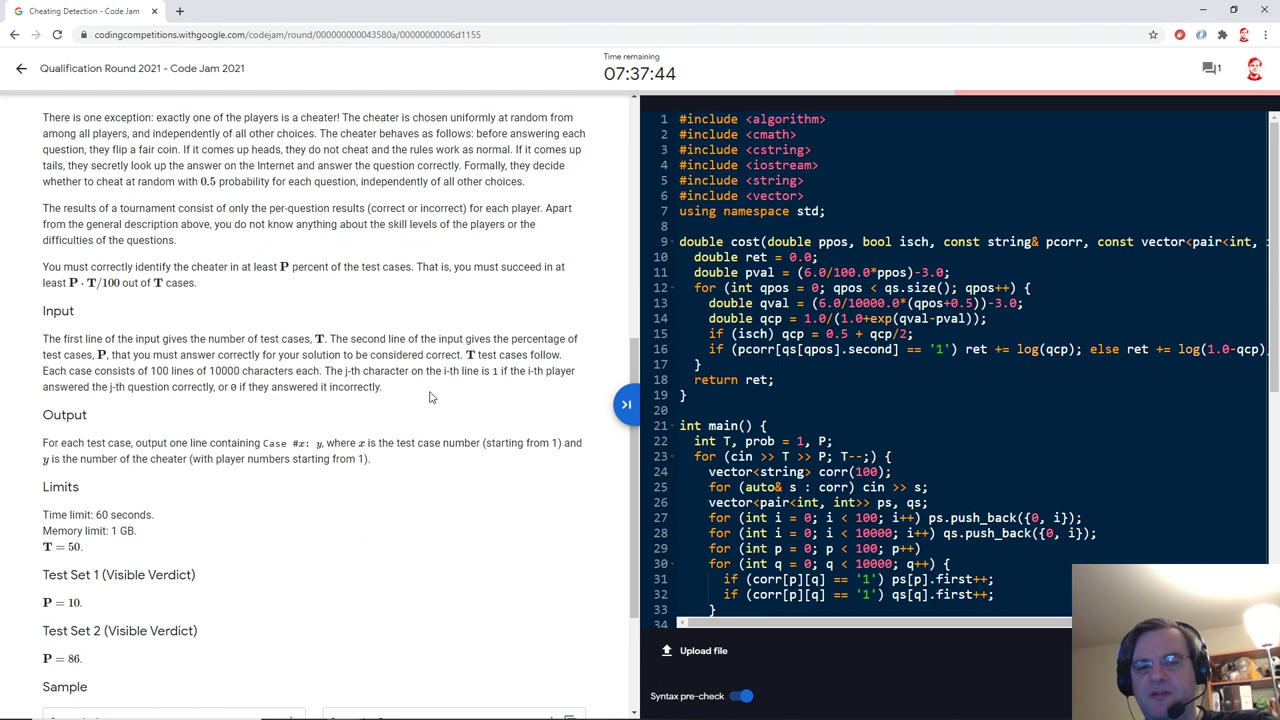 Cheating Detection - Code Jam
codingcompetitions.withgoogle.com/codejam/round/000000000043580a/00000000006d1155
Qualification Round 2021 - Code Jam 2021
Time remaining
07:37:44
1
There is one exception: exactly one of the players is a cheater! The cheater is chosen uniformly at random from
among all players, and independently of all other choices. The cheater behaves as follows: before answering each
question, they flip a fair coin. If it comes up heads, they do not cheat and the rules work as normal. If it comes up
tails, they secretly look up the answer on the Internet and answer the question correctly. Formally, they decide
whether to cheat at random with 0.5 probability for each question, independently of all other choices.
The results of a tournament consist of only the per-question results (correct or incorrect) for each player. Apart
from the general description above, you do not know anything about the skill levels of the players or the
difficulties of the questions.
You must correctly identify the cheater in at least P percent of the test cases. That is, you must succeed in at
least P · T/100 out of T cases.
Input
The first line of the input gives the number of test cases, T. The second line of the input gives the percentage of
test cases, P, that you must answer correctly for your solution to be considered correct. T test cases follow.
Each case consists of 100 lines of 10000 characters each. The j-th character on the i-th line is 1 if the i-th player
answered the j-th question correctly, or 0 if they answered it incorrectly.
Output
For each test case, output one line containing Case #x: y, where x is the test case number (starting from 1) and
y is the number of the cheater (with player numbers starting from 1).
Limits
Time limit: 60 seconds.
Memory limit: 1 GB.
T = 50.
Test Set 1 (Visible Verdict)
P = 10.
Test Set 2 (Visible Verdict)
P = 86.
Sample
1 #include <algorithm>
2 #include <cmath>
3 #include <cstring>
4 #include <iostream>
5 #include <string>
6 #include <vector>
7 using namespace std;
8
9 double cost(double ppos, bool isch, const string& pcorr, const vector<pair<int,
10 double ret = 0.0;
11 double pval = (6.0/100.0*ppos)-3.0;
12 for (int qpos = 0; qpos < qs.size(); qpos++) {
13 double qval = (6.0/10000.0*(qpos+0.5))-3.0;
14 double qcp = 1.0/(1.0+exp(qval-pval));
15 if (isch) qcp = 0.5 + qcp/2;
16 if (pcorr[qs[qpos].second] == '1') ret += log(qcp); else ret += log(1.0-qcp)
17 }
18 return ret;
19 }
20
21 int main() {
22 int T, prob = 1, P;
23 for (cin >> T >> P; T--;) {
24 vector<string> corr(100);
25 for (auto& s : corr) cin >> s;
26 vector<pair<int, int>> ps, qs;
27 for (int i = 0; i < 100; i++) ps.push_back({0, i});
28 for (int i = 0; i < 10000; i++) qs.push_back({0, i});
29 for (int p = 0; p < 100; p++)
30 for (int q = 0; q < 10000; q++) {
31 if (corr[p][q] == '1') ps[p].first++;
32 if (corr[p][q] == '1') qs[q].first++;
33 }
34
Upload file
Syntax pre-check